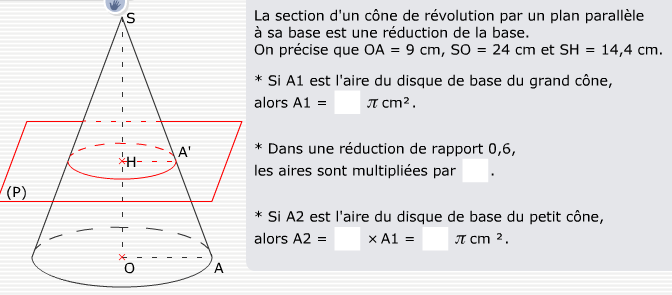 S
La section d'un cône de révolution par un plan parallèle
à sa base est une réduction de la base.
On précise que OA = 9 cm, SO = 24 cm et SH = 14,4 cm.
* Si A1 est l'aire du disque de base du grand cône,
alors A1 = π cm².
* Dans une réduction de rapport 0,6,
les aires sont multipliées par .
* Si A2 est l'aire du disque de base du petit cône,
alors A2 = × A1 = π cm ².
H
A'
(P)
O
A